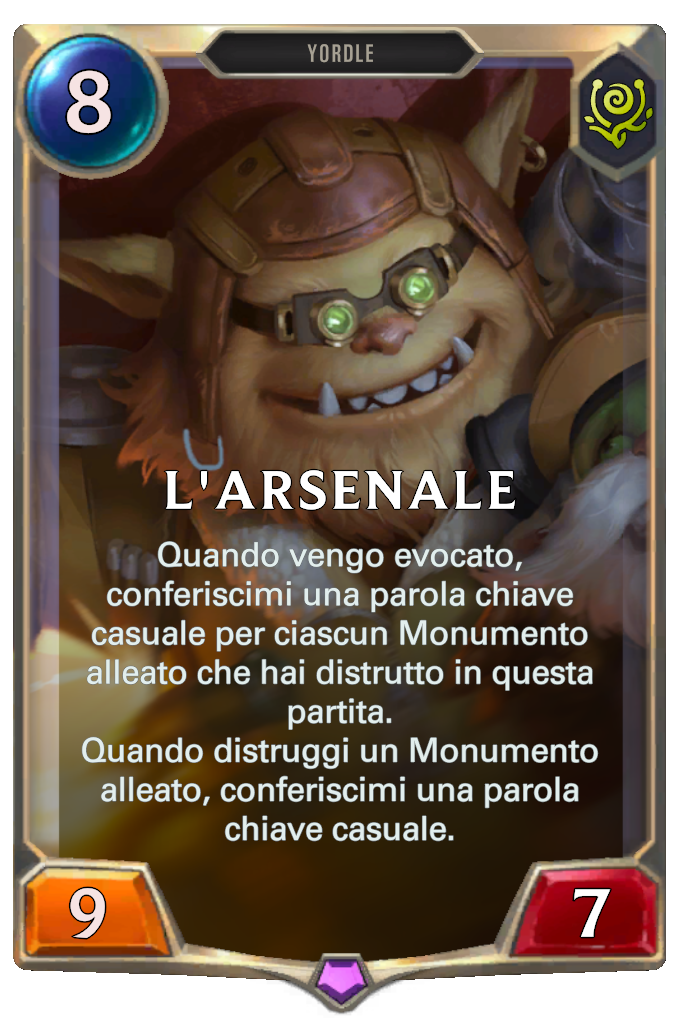 YORDLE
8
L'ARSENALE
Quando vengo evocato,
conferiscimi una parola chiave
casuale per ciascun Monumento
alleato che hai distrutto in questa
partita.
Quando distruggi un Monumento
alleato, conferiscimi una parola
chiave casuale.
9
7